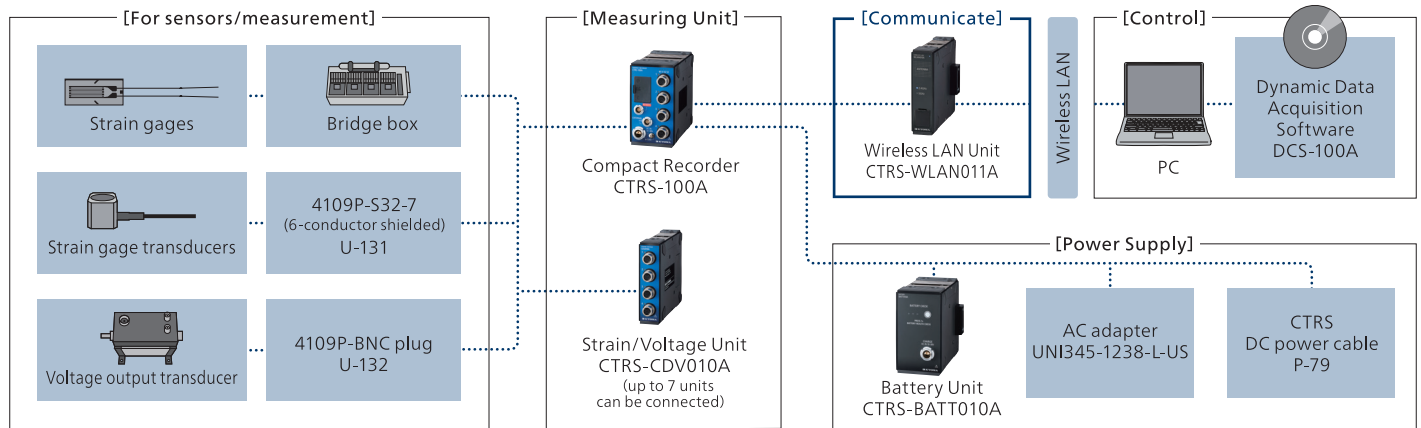 [For sensors/measurement]
Strain gages
Bridge box
Strain gage transducers
4109P-S32-7
(6-conductor shielded)
U-131
Voltage output transducer
4109P-BNC plug
U-132
[Measuring Unit]
Compact Recorder
CTRS-100A
Strain/Voltage Unit
CTRS-CDV010A
(up to 7 units
can be connected)
[Communicate]
Wireless LAN Unit
CTRS-WLAN011A
Wireless LAN
[Control]
PC
Dynamic Data
Acquisition
Software
DCS-100A
[Power Supply]
Battery Unit
CTRS-BATT010A
AC adapter
UNI345-1238-L-US
CTRS
DC power cable
P-79